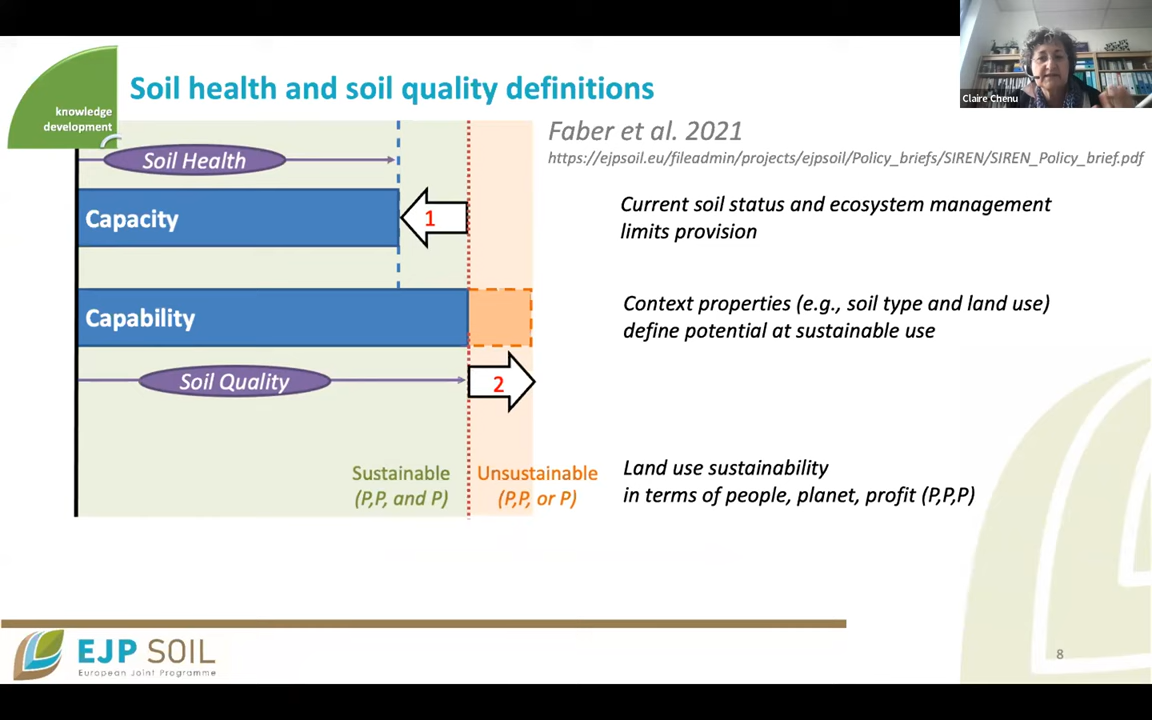 Claire Chenu
knowledge
development
Soil health and soil quality definitions
Faber et al. 2021
https://ejpsoil.eu/fileadmin/projects/ejpsoil/Policy_briefs/SIREN/SIREN_Policy_brief.pdf
Soil Health
Capacity
1
Current soil status and ecosystem management
limits provision
Capability
Context properties (e.g., soil type and land use)
define potential at sustainable use
Soil Quality
2
Sustainable
(P,P, and P)
Unsustainable
(P,P, or P)
Land use sustainability
in terms of people, planet, profit (P,P,P)
EJP SOIL
European Joint Programme
8